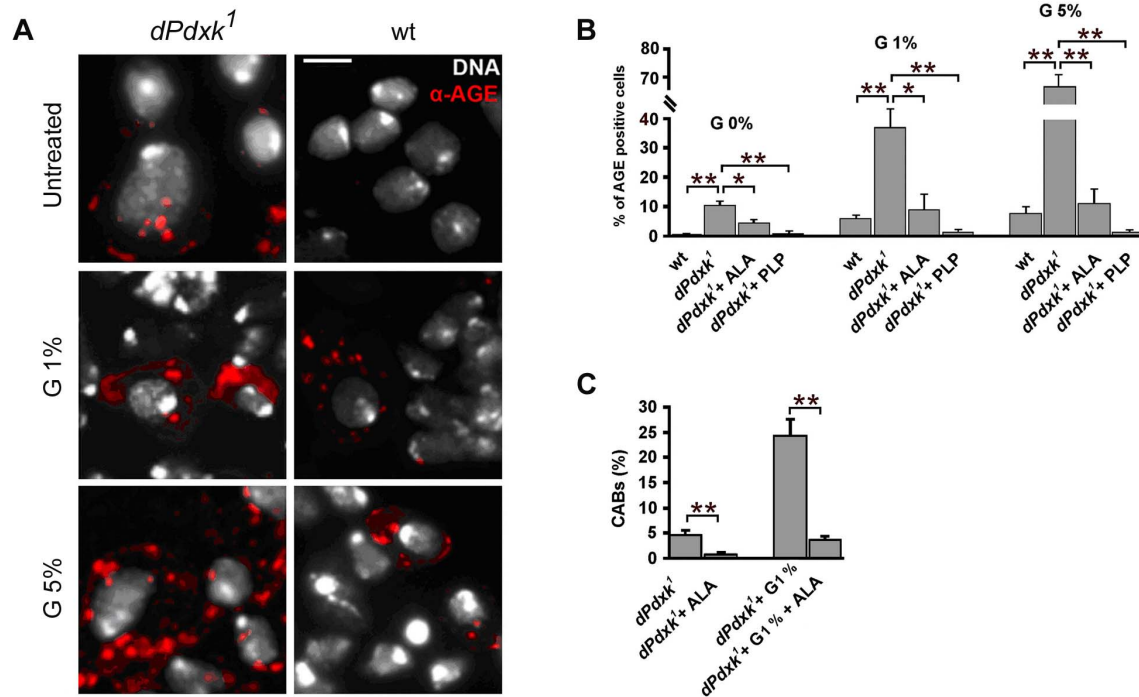 A
dPdxk¹
wt
Untreated
DNA
α-AGE
G 1%
G 5%
B
% of AGE positive cells
80
70
40
30
20
10
0
G 0%
G 1%
G 5%
** * **
** * **
** ** **
wt
dPdxk¹
dPdxk¹+ ALA
dPdxk¹+ PLP
wt
dPdxk¹
dPdxk¹+ ALA
dPdxk¹+ PLP
wt
dPdxk¹
dPdxk¹+ ALA
dPdxk¹+ PLP
C
CABs (%)
30
25
20
15
10
5
0
**
**
dPdxk¹
dPdxk¹+ ALA
dPdxk¹+ G1 %
dPdxk¹+ G1 % + ALA